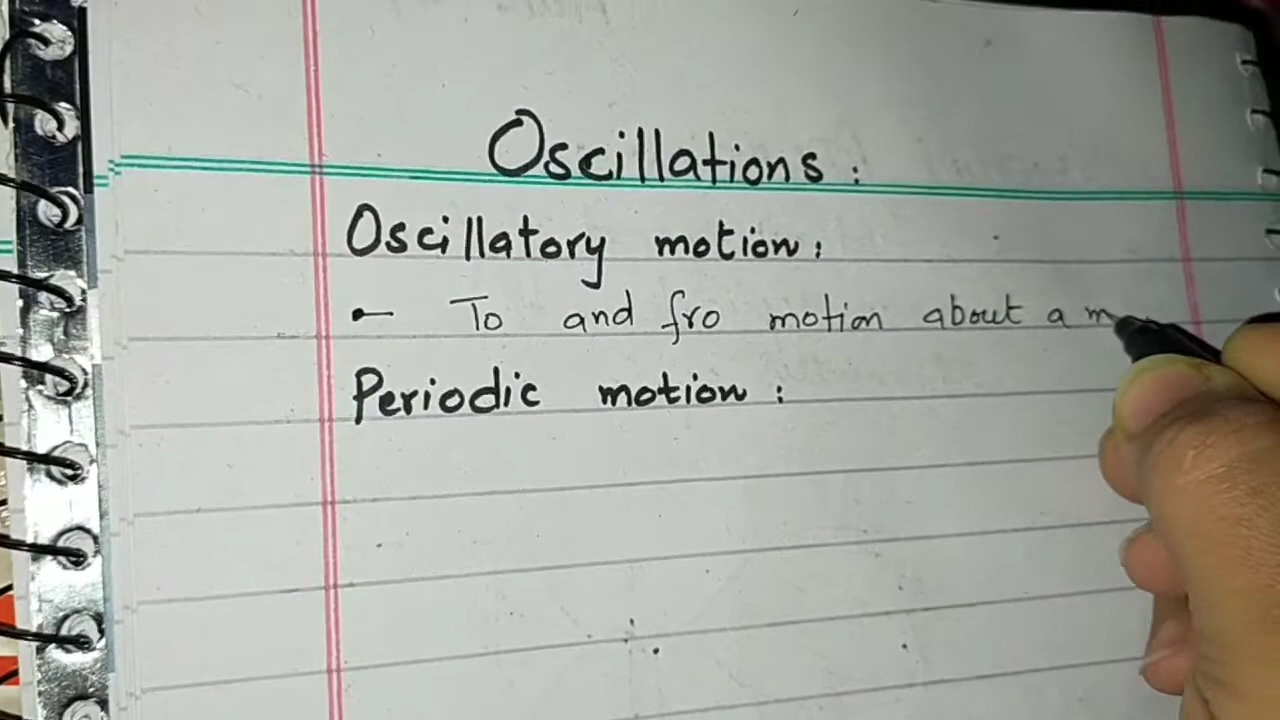 Oscillations:
Oscillatory motion:
- To and fro motion about a m
Periodic motion: